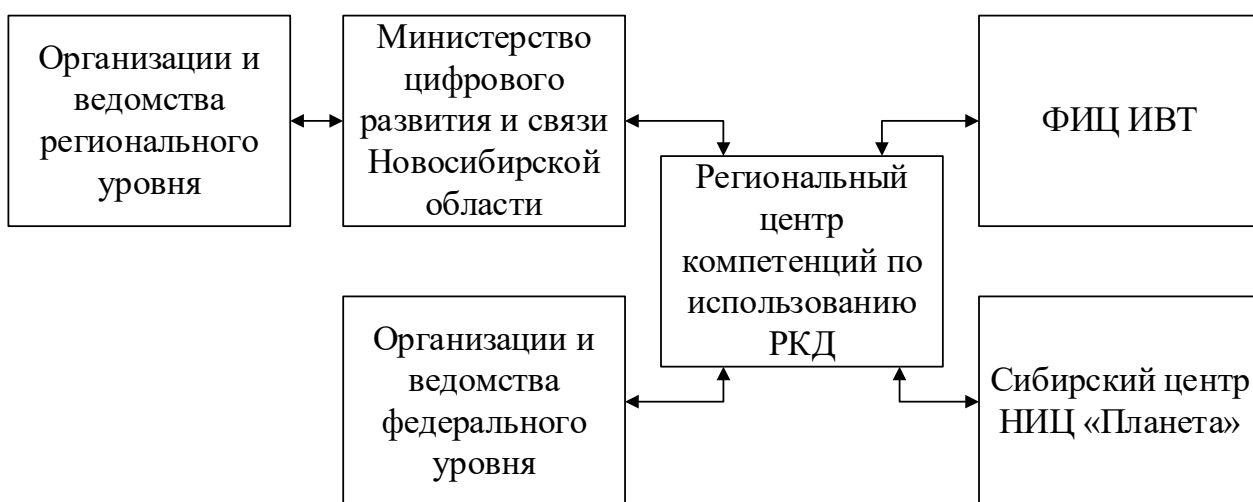 Организации и
ведомства
регионального
уровня
Министерство
цифрового
развития и связи
Новосибирской
области
Региональный
центр
компетенций по
использованию
РКД
ФИЦ ИВТ
Организации и
ведомства
федерального
уровня
Сибирский центр
НИЦ «Планета»